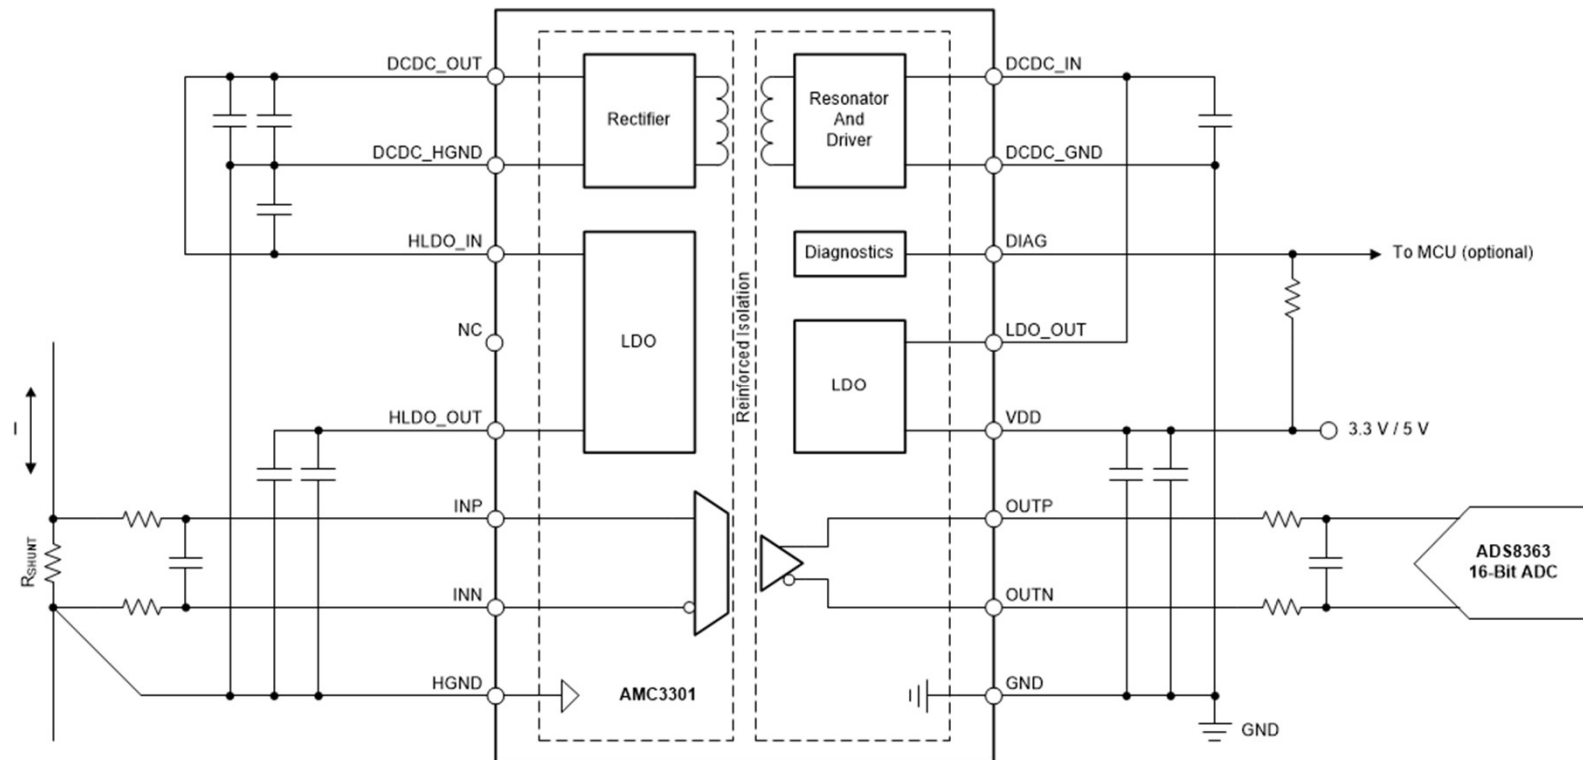 DCDC_OUT
DCDC_HGND
HLDO_IN
NC
HLDO_OUT
INP
INN
HGND
I
RSHUNT
Rectifier
LDO
AMC3301
Reinforced Isolation
Resonator
And
Driver
Diagnostics
LDO
DCDC_IN
DCDC_GND
DIAG
LDO_OUT
VDD
OUTP
OUTN
GND
To MCU (optional)
3.3 V / 5 V
ADS8363
16-Bit ADC
GND